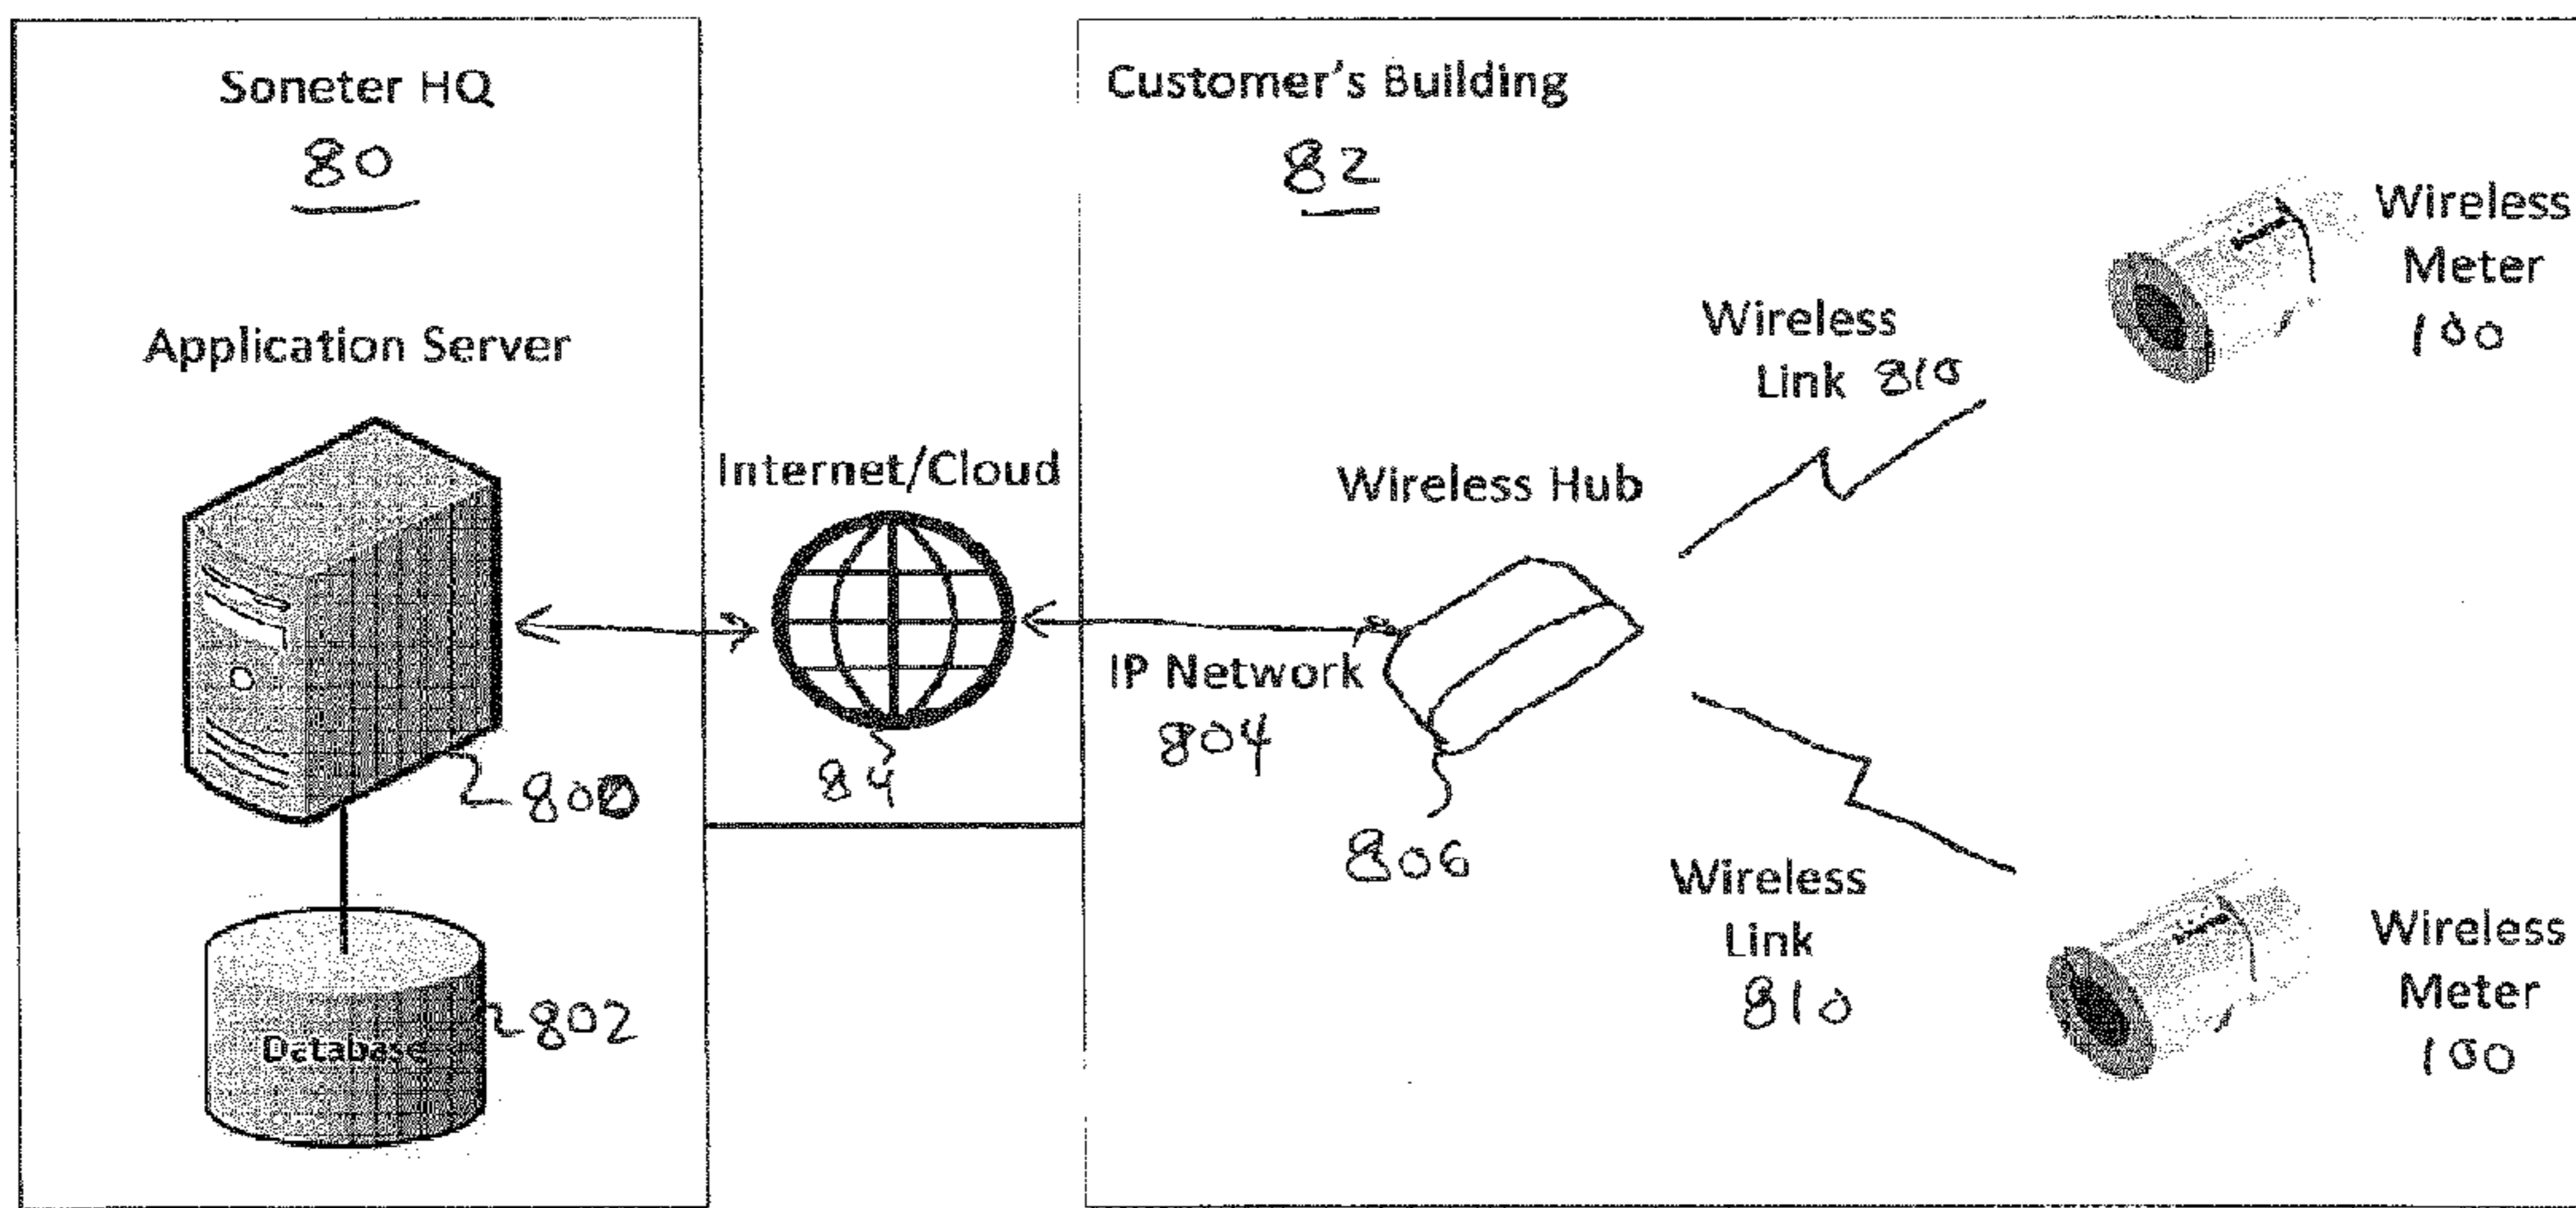 Soneter HQ
80
Application Server
800
Database
802
Internet/Cloud
84
Customer's Building
82
IP Network
804
Wireless Hub
806
Wireless
Link 810
Wireless
Meter
100
Wireless
Link
810
Wireless
Meter
100